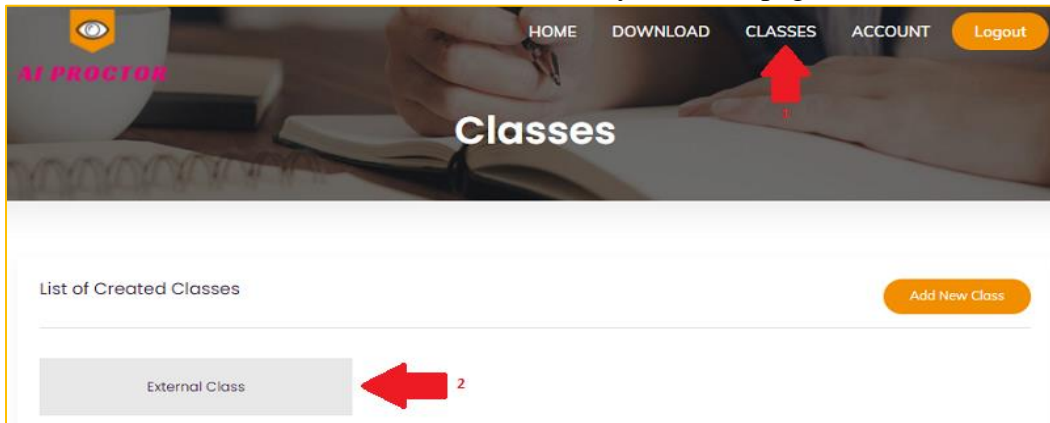 HOME DOWNLOAD CLASSES ACCOUNT Logout
AI PROCTOR
1
Classes
List of Created Classes
Add New Class
External Class
2